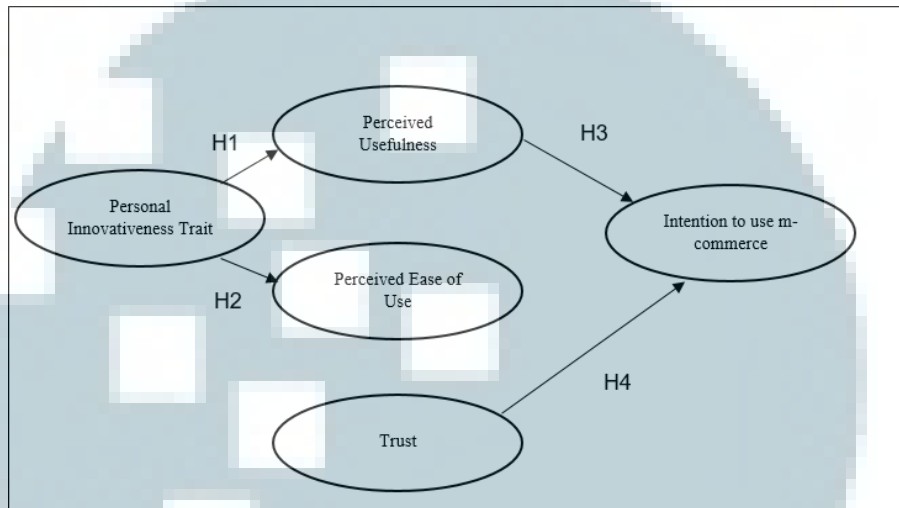 H1
Perceived
Usefulness
H3
Personal
Innovativeness Trait
Intention to use m-
commerce
H2
Perceived Ease of
Use
H4
Trust